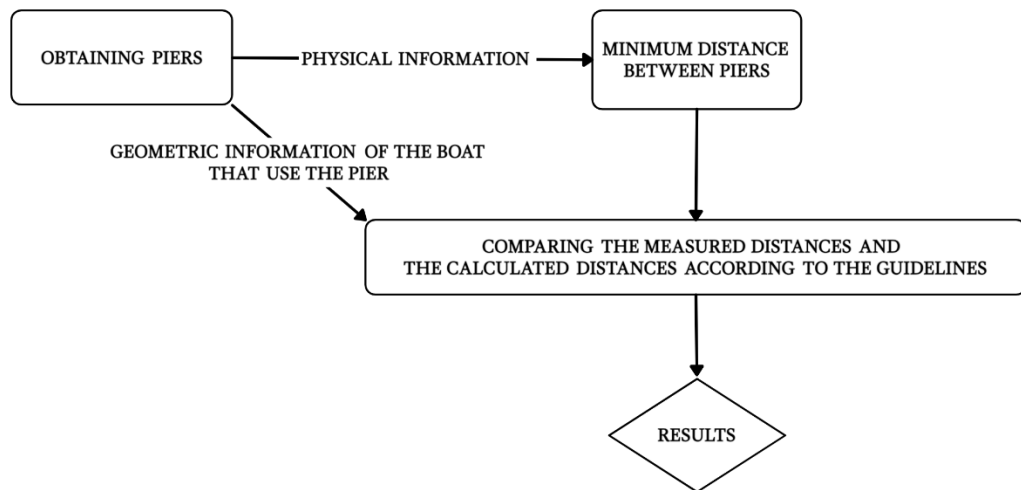 OBTAINING PIERS
PHYSICAL INFORMATION
MINIMUM DISTANCE
BETWEEN PIERS
GEOMETRIC INFORMATION OF THE BOAT
THAT USE THE PIER
COMPARING THE MEASURED DISTANCES AND
THE CALCULATED DISTANCES ACCORDING TO THE GUIDELINES
RESULTS